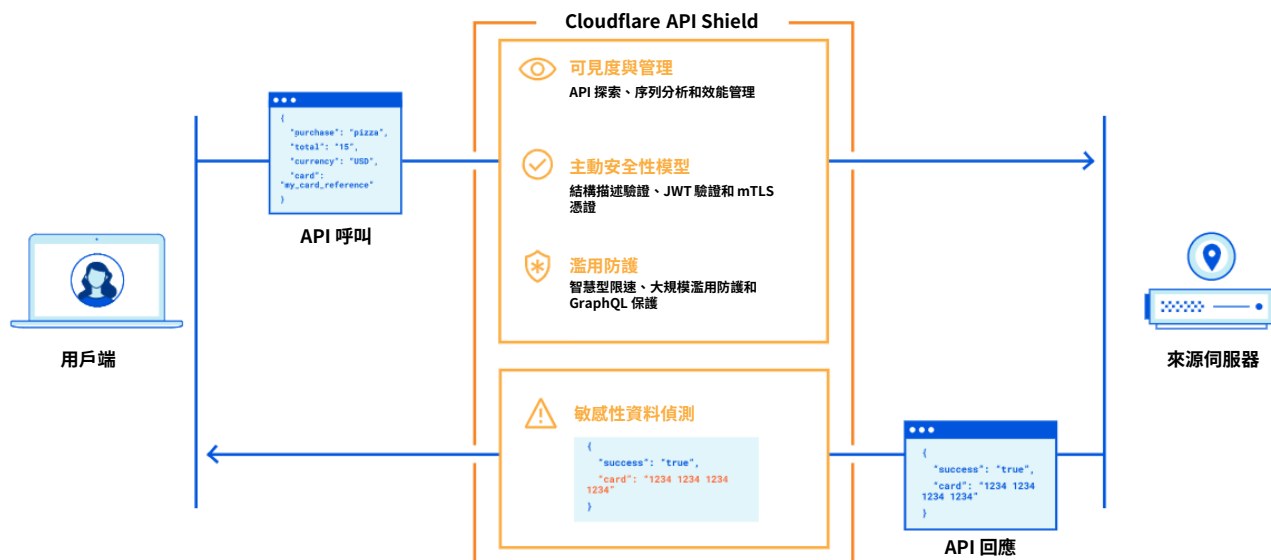 Cloudflare API Shield
可見度與管理
API 探索、序列分析和效能管理
{
"purchase": "pizza",
"total": "15",
"currency": "USD",
"card":
"my_card_reference"
}
API 呼叫
主動安全性模型
結構描述驗證、JWT 驗證和 mTLS
憑證
濫用防護
智慧型限速、大規模濫用防護和
GraphQL 保護
用戶端
來源伺服器
敏感性資料偵測
{
"success": "true",
"card": "1234 1234 1234
1234"
}
{
"success": "true",
"card": "1234 1234
1234 1234"
}
API 回應